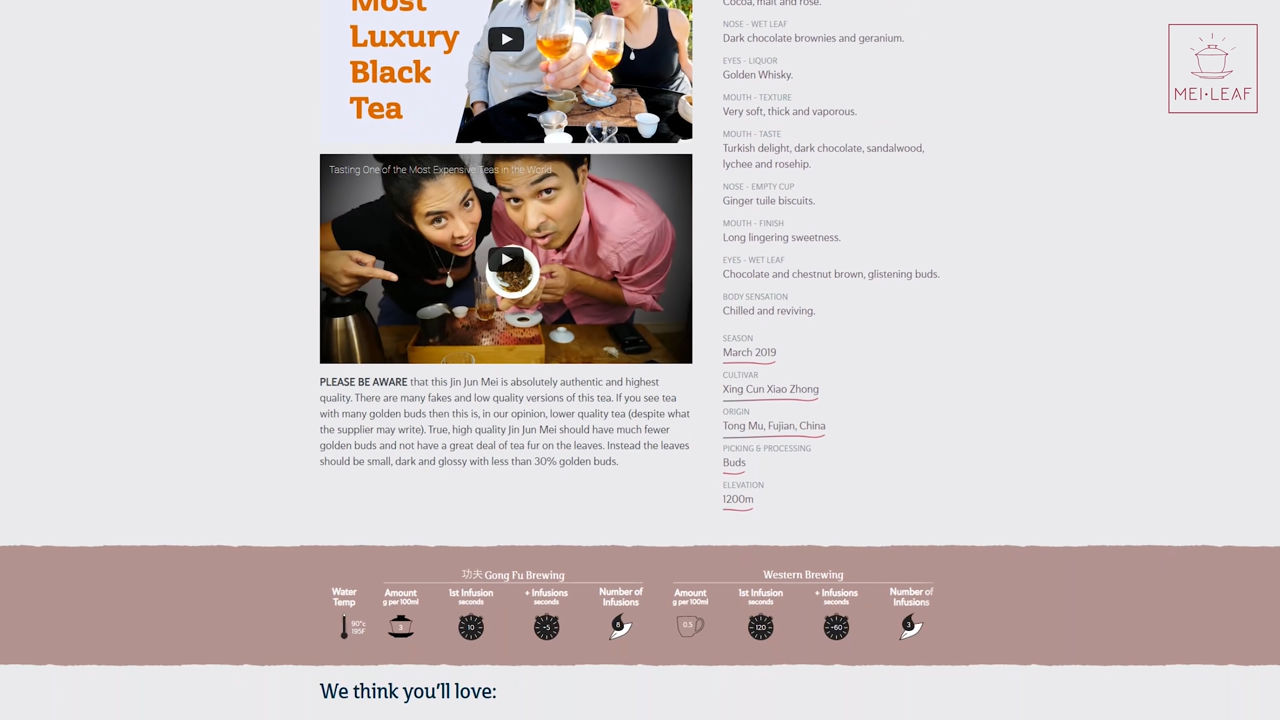 Most
Luxury
Black
Tea
Tasting One of the Most Expensive Teas in the World
PLEASE BE AWARE that this Jin Jun Mei is absolutely authentic and highest
quality. There are many fakes and low quality versions of this tea. If you see tea
with many golden buds then this is, in our opinion, lower quality tea (despite what
the supplier may write). True, high quality Jin Jun Mei should have much fewer
golden buds and not have a great deal of tea fur on the leaves. Instead the leaves
should be small, dark and glossy with less than 30% golden buds.
Cocoa, malt and rose.
NOSE - WET LEAF
Dark chocolate brownies and geranium.
EYES - LIQUOR
Golden Whisky.
MOUTH - TEXTURE
Very soft, thick and vaporous.
MOUTH - TASTE
Turkish delight, dark chocolate, sandalwood,
lychee and rosehip.
NOSE - EMPTY CUP
Ginger tuile biscuits.
MOUTH - FINISH
Long lingering sweetness.
EYES - WET LEAF
Chocolate and chestnut brown, glistening buds.
BODY SENSATION
Chilled and reviving.
SEASON
March 2019
CULTIVAR
Xing Cun Xiao Zhong
ORIGIN
Tong Mu, Fujian, China
PICKING & PROCESSING
Buds
ELEVATION
1200m
MEI·LEAF
功夫 Gong Fu Brewing
Water
Temp
90°c
195F
Amount
g per 100ml
3
1st Infusion
seconds
10
+ Infusions
seconds
+5
Number of
Infusions
8
Western Brewing
Amount
g per 100ml
0.5
1st Infusion
seconds
120
+ Infusions
seconds
+60
Number of
Infusions
3
We think you'll love: